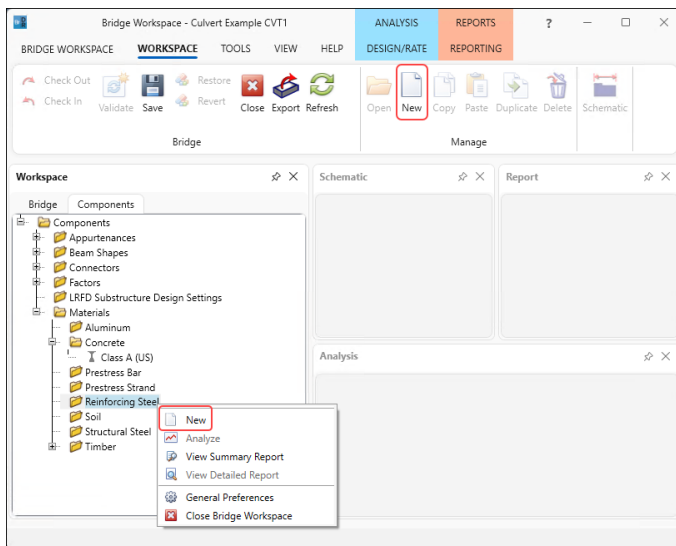 Bridge Workspace - Culvert Example CVT1
ANALYSIS
REPORTS
?
BRIDGE WORKSPACE
WORKSPACE
TOOLS
VIEW
HELP
DESIGN/RATE
REPORTING
Check Out
Check In
Validate
Save
Restore
Revert
Close
Export
Refresh
Open
New
Copy
Paste
Duplicate
Delete
Schematic
Bridge
Manage
Workspace
Bridge
Components
Components
Appurtenances
Beam Shapes
Connectors
Factors
LRFD Substructure Design Settings
Materials
Aluminum
Concrete
Class A (US)
Prestress Bar
Prestress Strand
Reinforcing Steel
Soil
Structural Steel
Timber
New
Analyze
View Summary Report
View Detailed Report
General Preferences
Close Bridge Workspace
Schematic
Report
Analysis